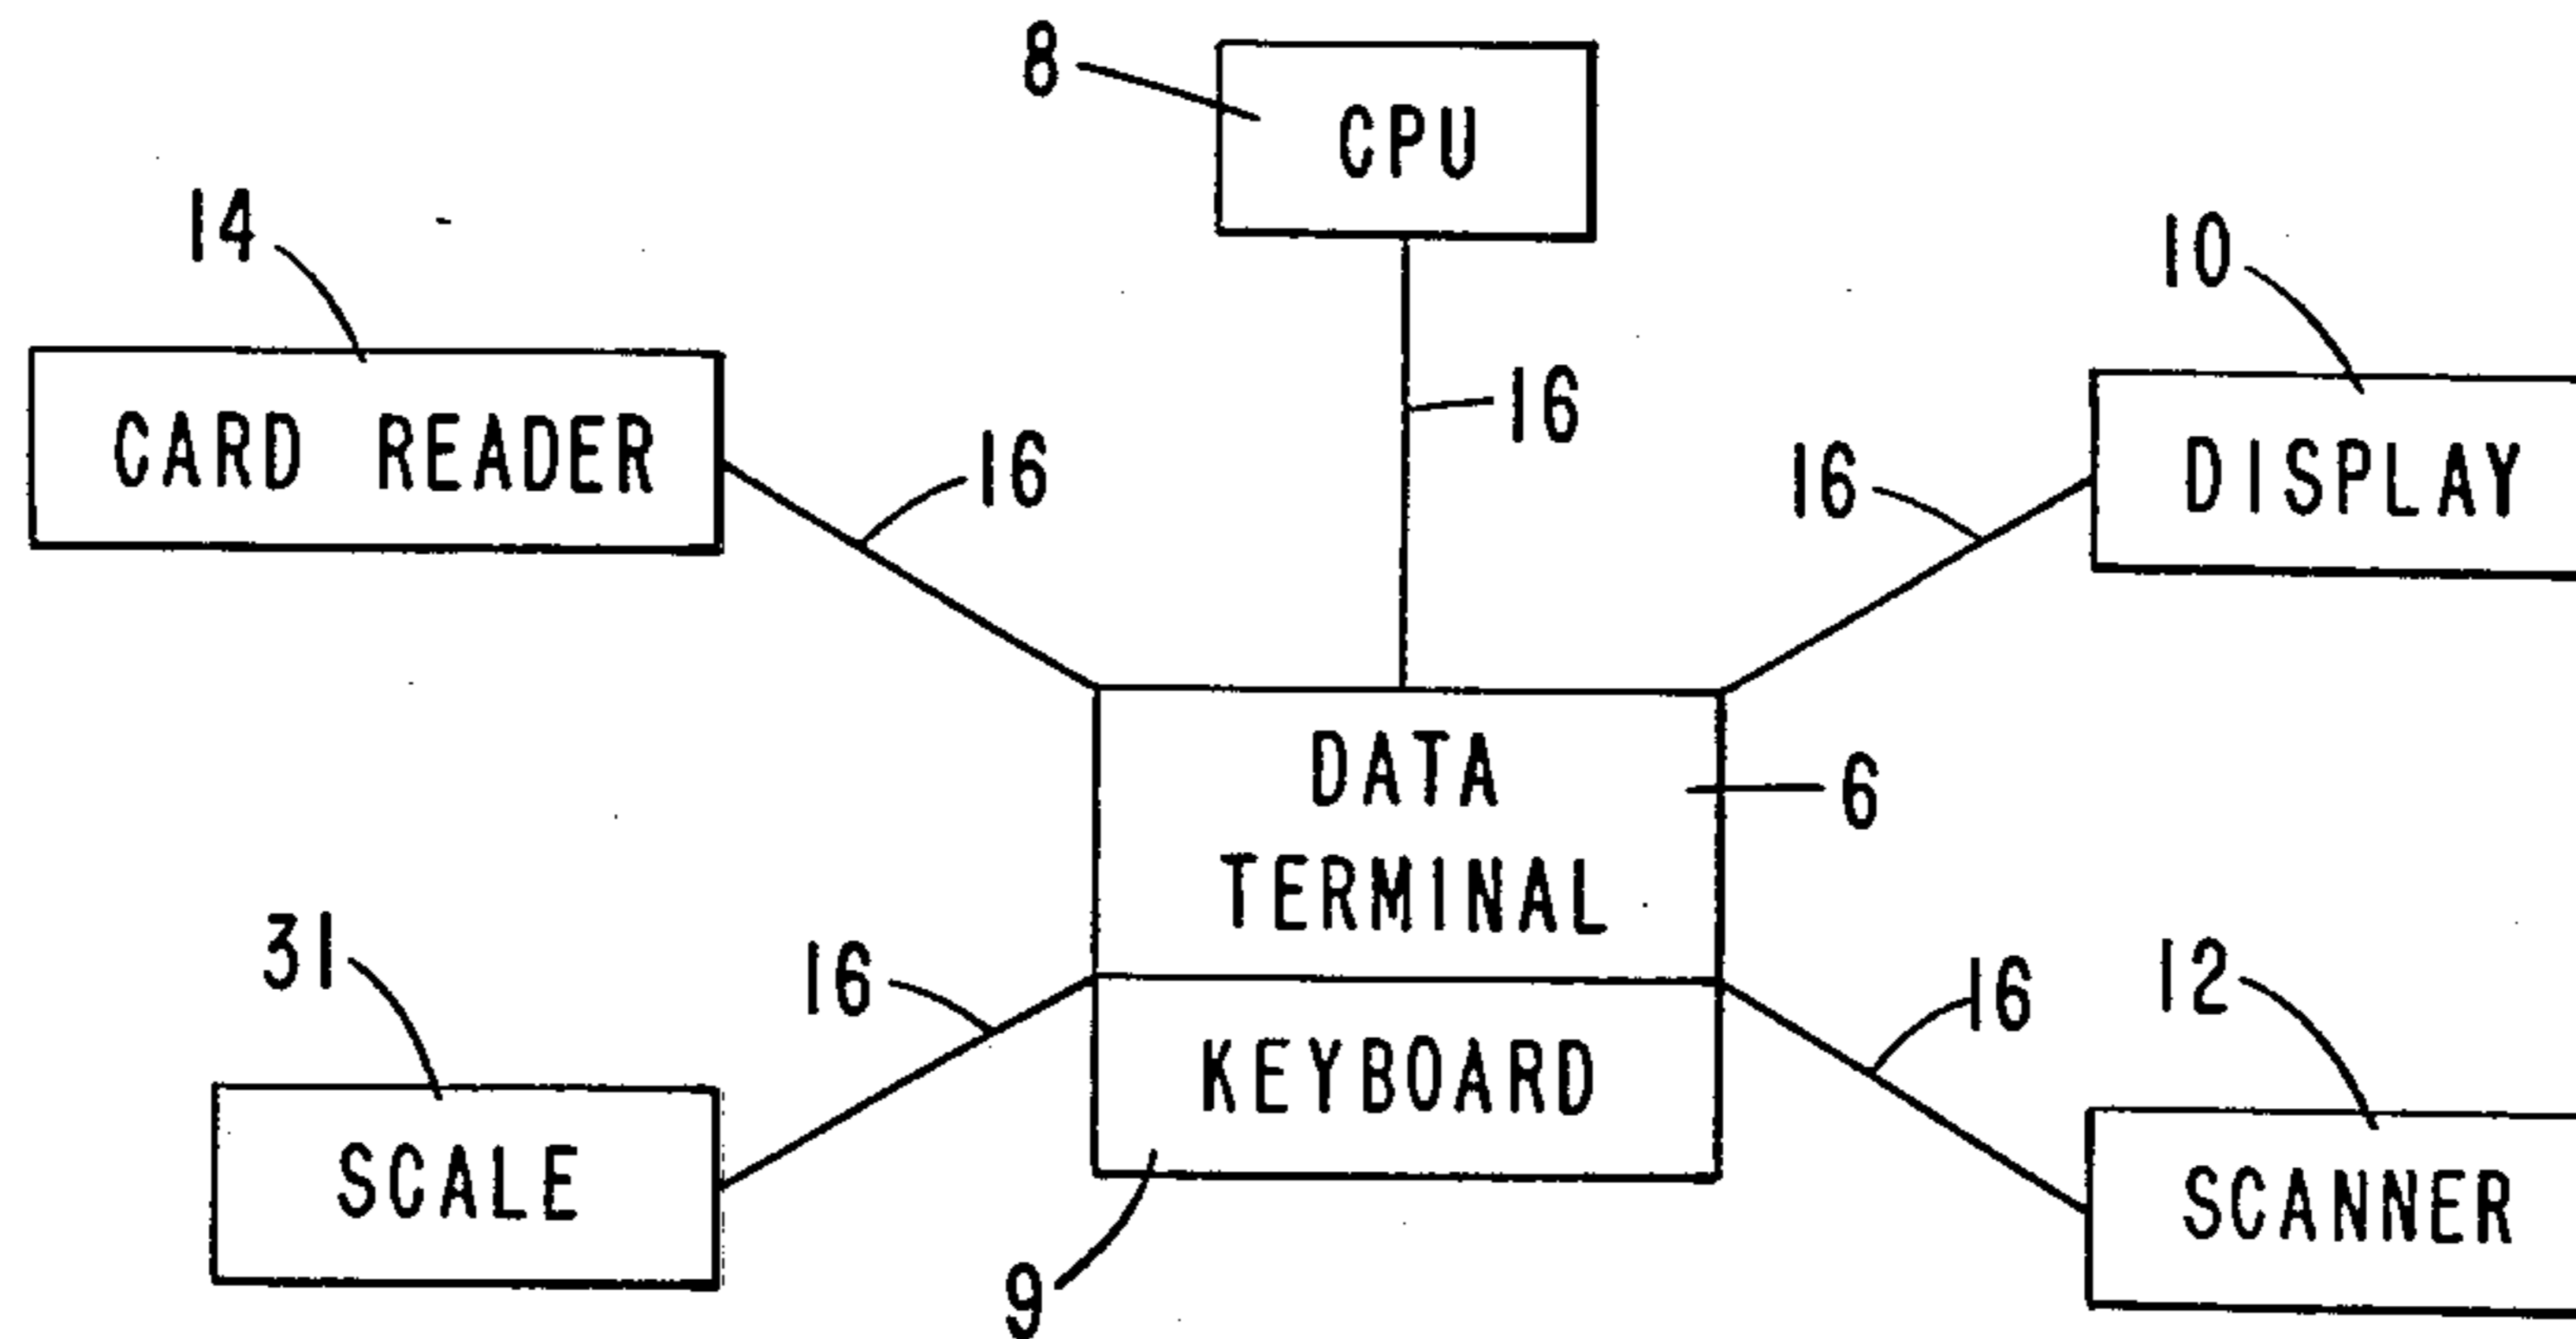 8
CPU
14
10
CARD READER
16
16
16
DISPLAY
DATA
TERMINAL
6
31
16
16
12
KEYBOARD
SCALE
SCANNER
9